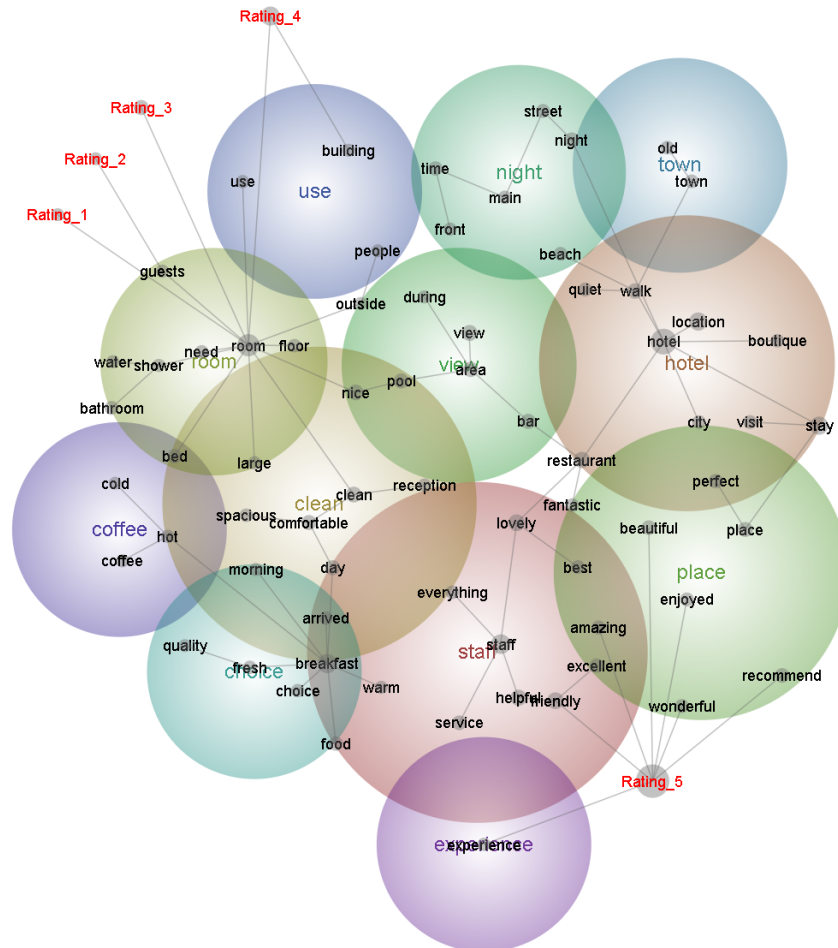 Rating_4
Rating_3
Rating_2
Rating_1
building
use
use
people
outside
guests
street
night
time
night
main
front
old
town
town
beach
quiet
walk
location
hotel
boutique
hotel
city
visit
stay
during
view
view
area
pool
nice
bar
restaurant
room
floor
need
room
water
shower
bathroom
bed
large
cold
coffee
hot
coffee
clean
clean
reception
spacious
comfortable
morning
day
arrived
quality
fresh
breakfast
choice
choice
warm
food
fantastic
lovely
best
everything
staff
staff
amazing
excellent
helpful
friendly
service
perfect
beautiful
place
place
enjoyed
recommend
wonderful
Rating_5
experience
experience